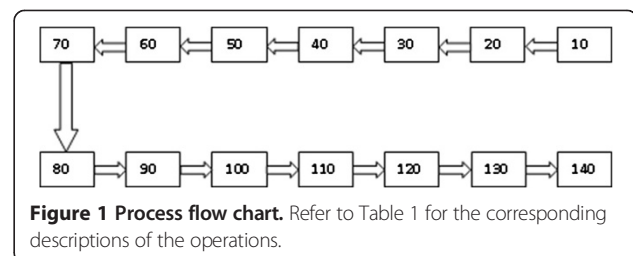 70 60 50 40 30 20 10
80 90 100 110 120 130 140
Figure 1 Process flow chart. Refer to Table 1 for the corresponding
descriptions of the operations.